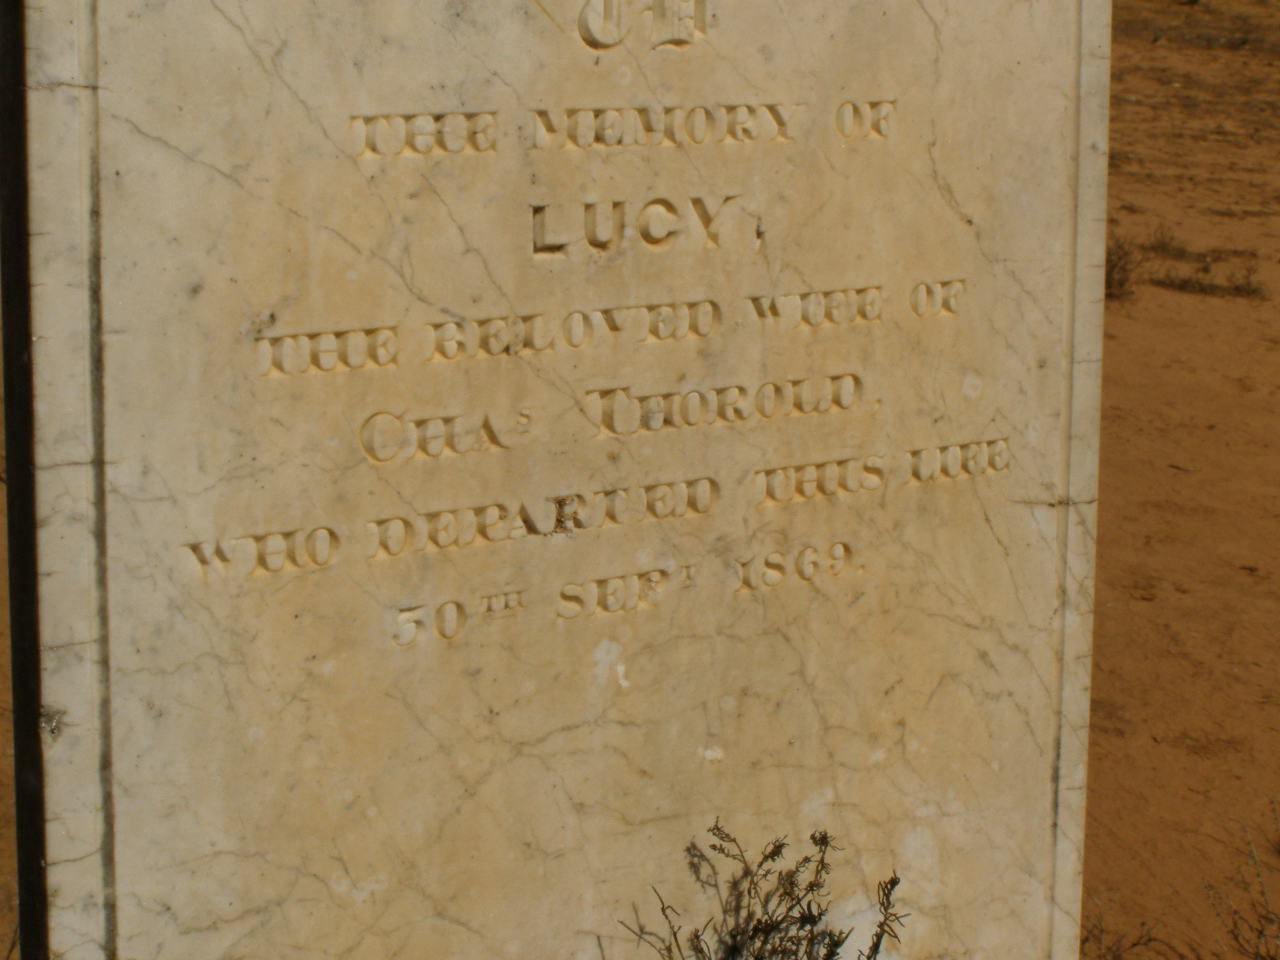 THE MEMORY OF
LUCY,
THE BELOVED WIFE OF
CHAS THOROLD.
WHO DEPARTED THIS LIFE
30TH SEPT 1869.